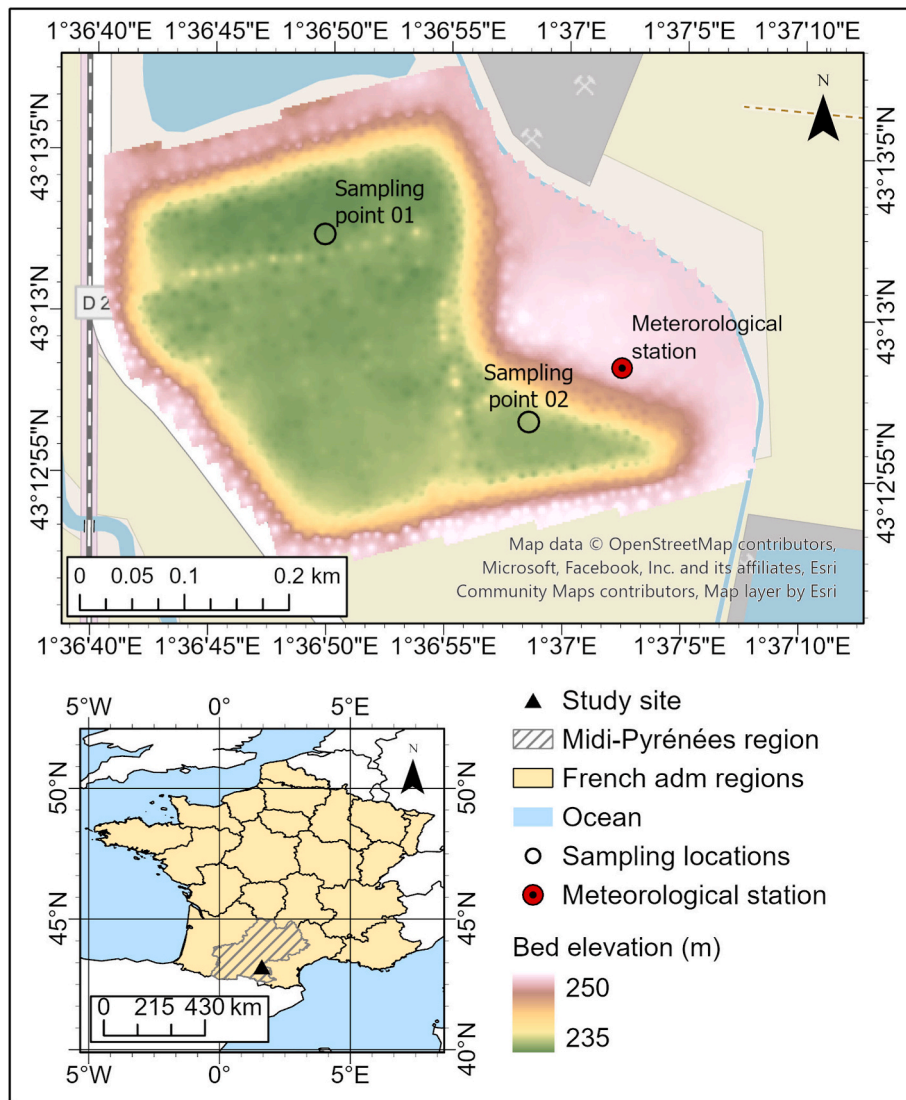 1°36'40"E 1°36'45"E 1°36'50"E 1°36'55"E 1°37'E 1°37'5"E 1°37'10"E
N
43°13'5"N 43°13'5"N
Sampling
point 01
43°13'N 43°13'N
D 2
Meterorological
station
Sampling
point 02
43°12'55"N 43°12'55"N
Map data © OpenStreetMap contributors,
Microsoft, Facebook, Inc. and its affiliates, Esri
Community Maps contributors, Map layer by Esri
0 0.05 0.1 0.2 km
1°36'40"E 1°36'45"E 1°36'50"E 1°36'55"E 1°37'E 1°37'5"E 1°37'10"E
5°W 0° 5°E
N
50°N 50°N
45°N 45°N
40°N 40°N
0 215 430 km
5°W 0° 5°E
Study site
Midi-Pyrénées region
French adm regions
Ocean
Sampling locations
Meteorological station
Bed elevation (m)
250
235